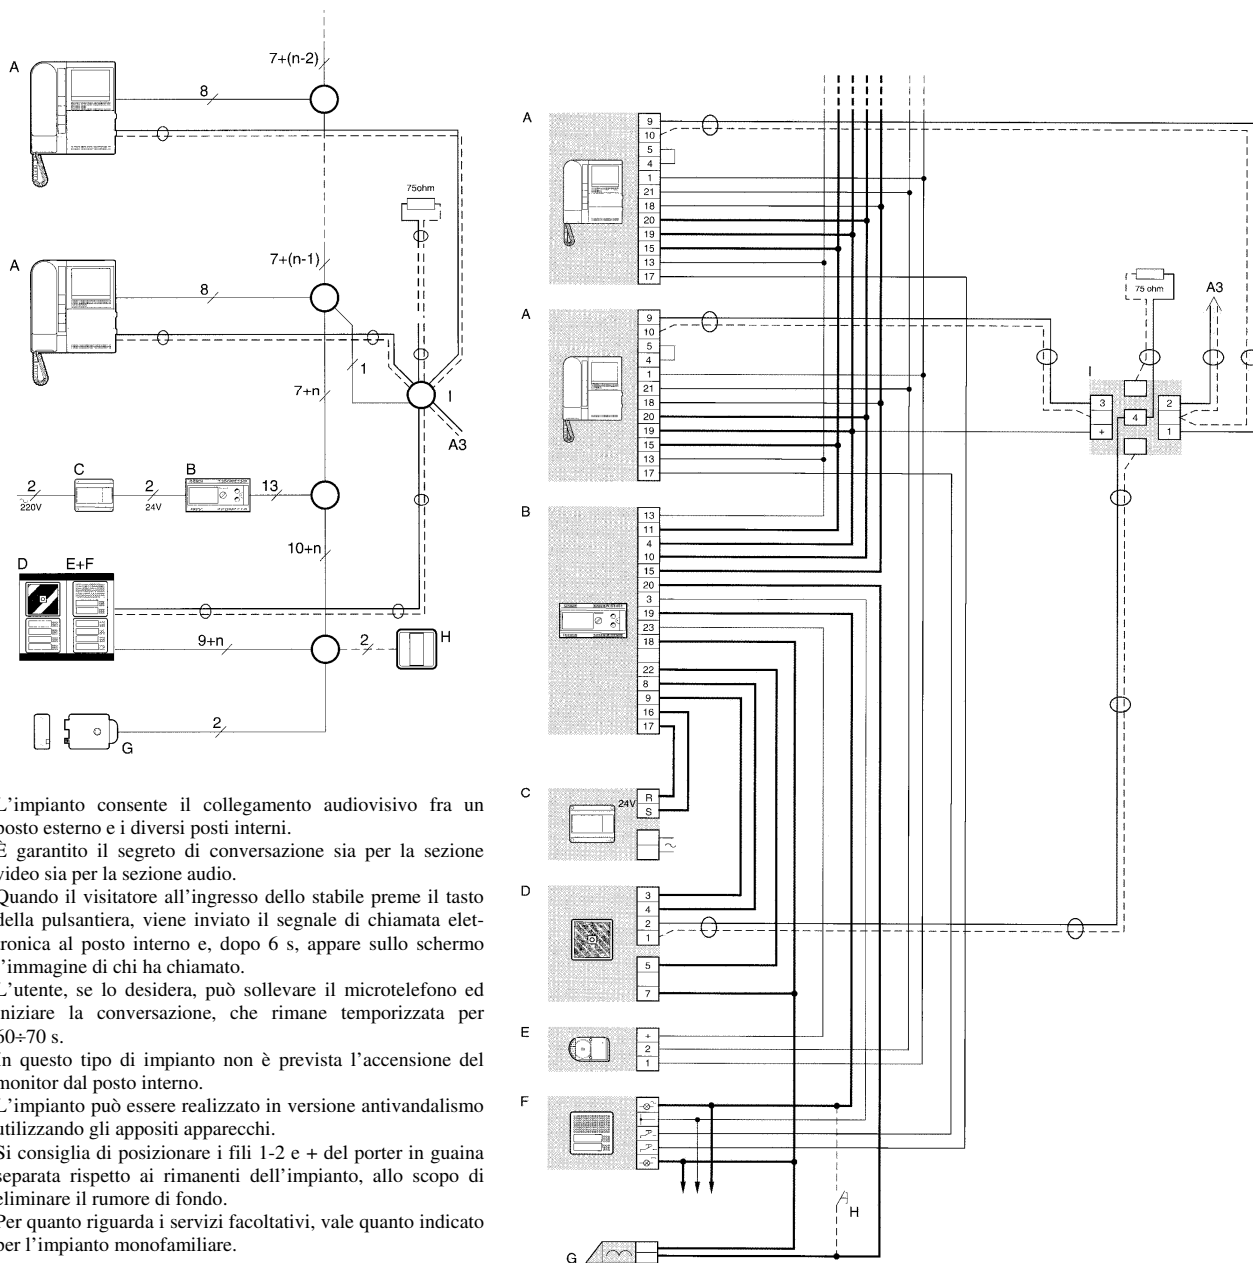 7+(n-2)
A
8
75ohm
7+(n-1)
A
8
1
7+n
I
A3
C
B
2
2
13
220V
24V
10+n
D
E+F
9+n
2
H
2
G
L'impianto consente il collegamento audiovisivo fra un
posto esterno e i diversi posti interni.
È garantito il segreto di conversazione sia per la sezione
video sia per la sezione audio.
Quando il visitatore all'ingresso dello stabile preme il tasto
della pulsantiera, viene inviato il segnale di chiamata elet-
tronica al posto interno e, dopo 6 s, appare sullo schermo
l'immagine di chi ha chiamato.
L'utente, se lo desidera, può sollevare il microtelefono ed
iniziare la conversazione, che rimane temporizzata per
60÷70 s.
In questo tipo di impianto non è prevista l'accensione del
monitor dal posto interno.
L'impianto può essere realizzato in versione antivandalismo
utilizzando gli appositi apparecchi.
Si consiglia di posizionare i fili 1-2 e + del porter in guaina
separata rispetto ai rimanenti dell'impianto, allo scopo di
eliminare il rumore di fondo.
Per quanto riguarda i servizi facoltativi, vale quanto indicato
per l'impianto monofamiliare.
A
9
10
5
4
1
21
18
20
19
15
13
17
A
9
10
5
4
1
21
18
20
19
15
13
17
75 ohm
A3
I
3
+
4
2
1
B
13
11
4
10
15
20
3
19
23
18
22
8
9
16
17
C
24V
R
S
~
D
3
4
2
1
5
7
E
+
2
1
F
H
G